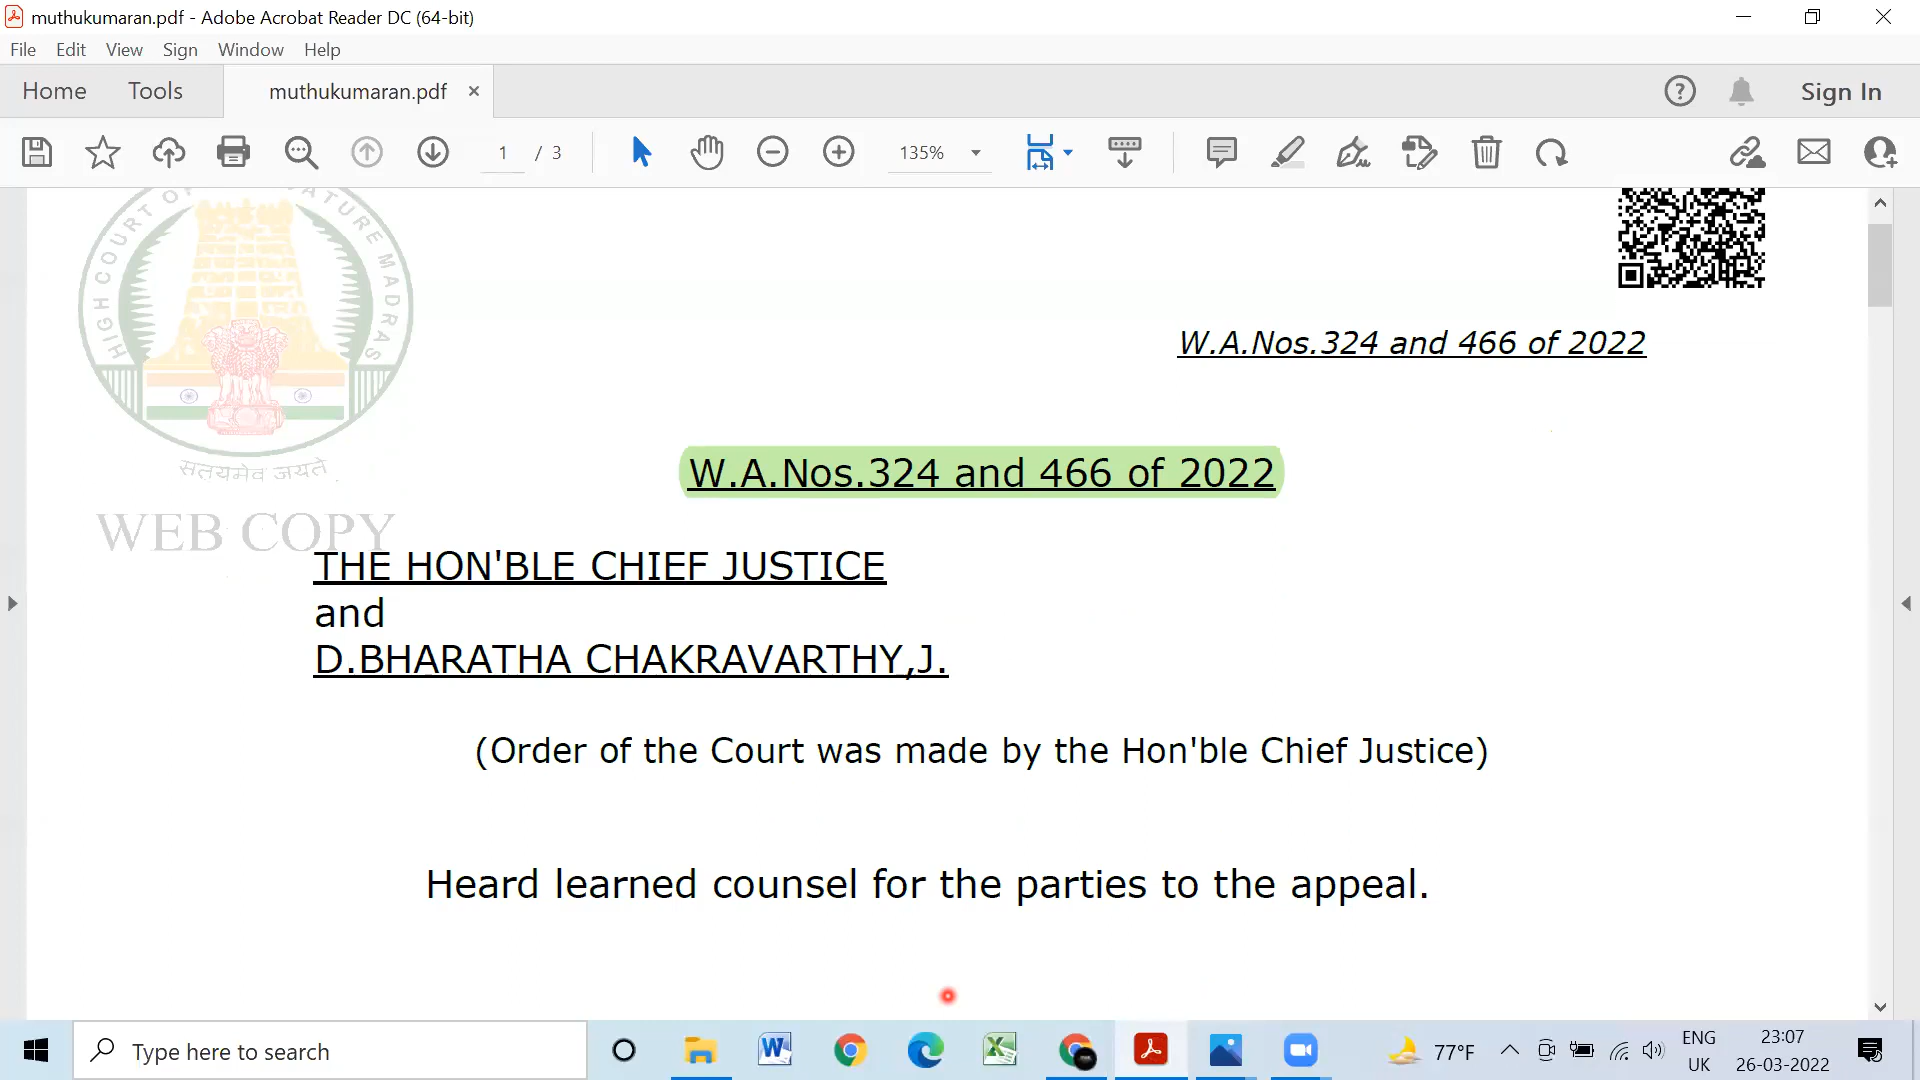 muthukumaran.pdf - Adobe Acrobat Reader DC (64-bit)
File Edit View Sign Window Help
Home Tools muthukumaran.pdf Sign In
1 / 3 135%
HIGH COURT OF JUDICATURE MADRAS
W.A.Nos.324 and 466 of 2022
W.A.Nos.324 and 466 of 2022
सत्यमेव जयते
WEB COPY
THE HON'BLE CHIEF JUSTICE
and
D.BHARATHA CHAKRAVARTHY,J.
(Order of the Court was made by the Hon'ble Chief Justice)
Heard learned counsel for the parties to the appeal.
Type here to search
77°F
ENG
UK
23:07
26-03-2022